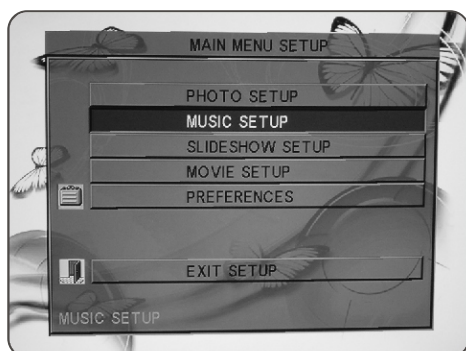 MAIN MENU SETUP
PHOTO SETUP
MUSIC SETUP
SLIDESHOW SETUP
MOVIE SETUP
PREFERENCES
EXIT SETUP
MUSIC SETUP